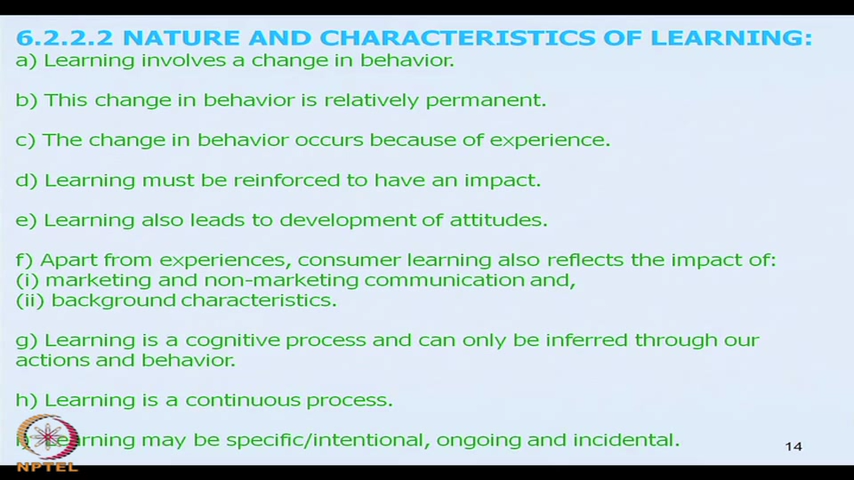 6.2.2.2 NATURE AND CHARACTERISTICS OF LEARNING:
a) Learning involves a change in behavior.
b) This change in behavior is relatively permanent.
c) The change in behavior occurs because of experience.
d) Learning must be reinforced to have an impact.
e) Learning also leads to development of attitudes.
f) Apart from experiences, consumer learning also reflects the impact of:
(i) marketing and non-marketing communication and,
(ii) background characteristics.
g) Learning is a cognitive process and can only be inferred through our
actions and behavior.
h) Learning is a continuous process.
Learning may be specific/intentional, ongoing and incidental.
14
NPTEL